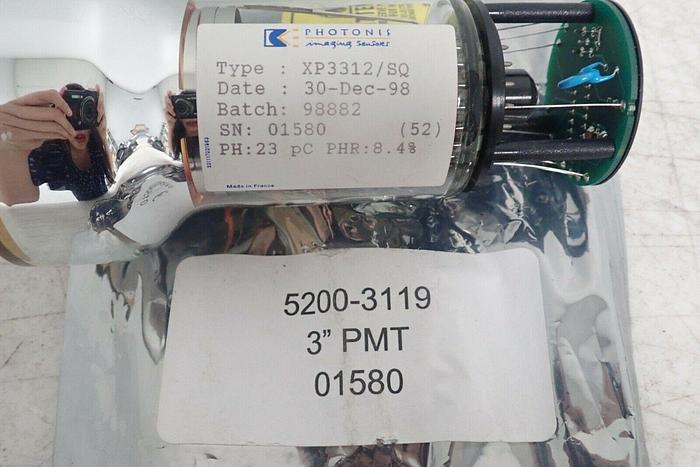 PHOTONIS
imaging sensors
Type : XP3312/SQ
Date : 30-Dec-98
Batch: 98882
SN: 01580 (52)
PH:23 pC PHR:8.4%
Made in France
5200-3119
3” PMT
01580